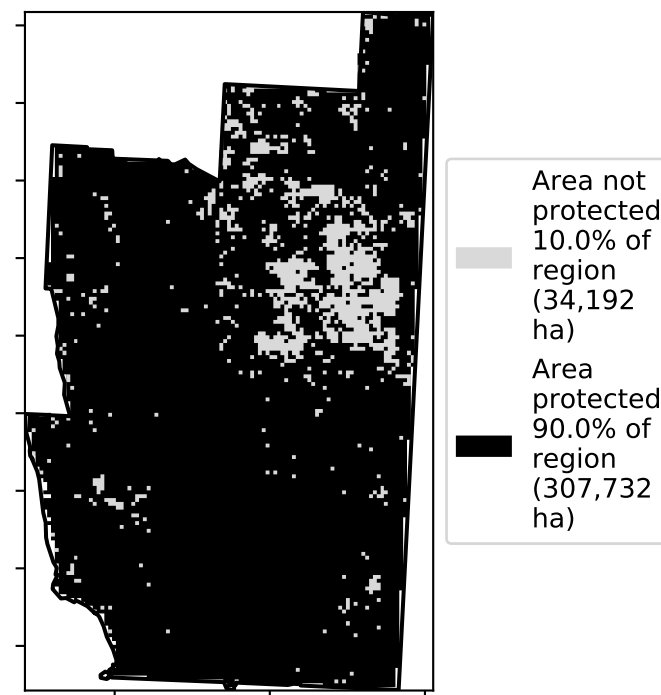 Area not
protected
10.0% of
region
(34,192
ha)
Area
protected
90.0% of
region
(307,732
ha)